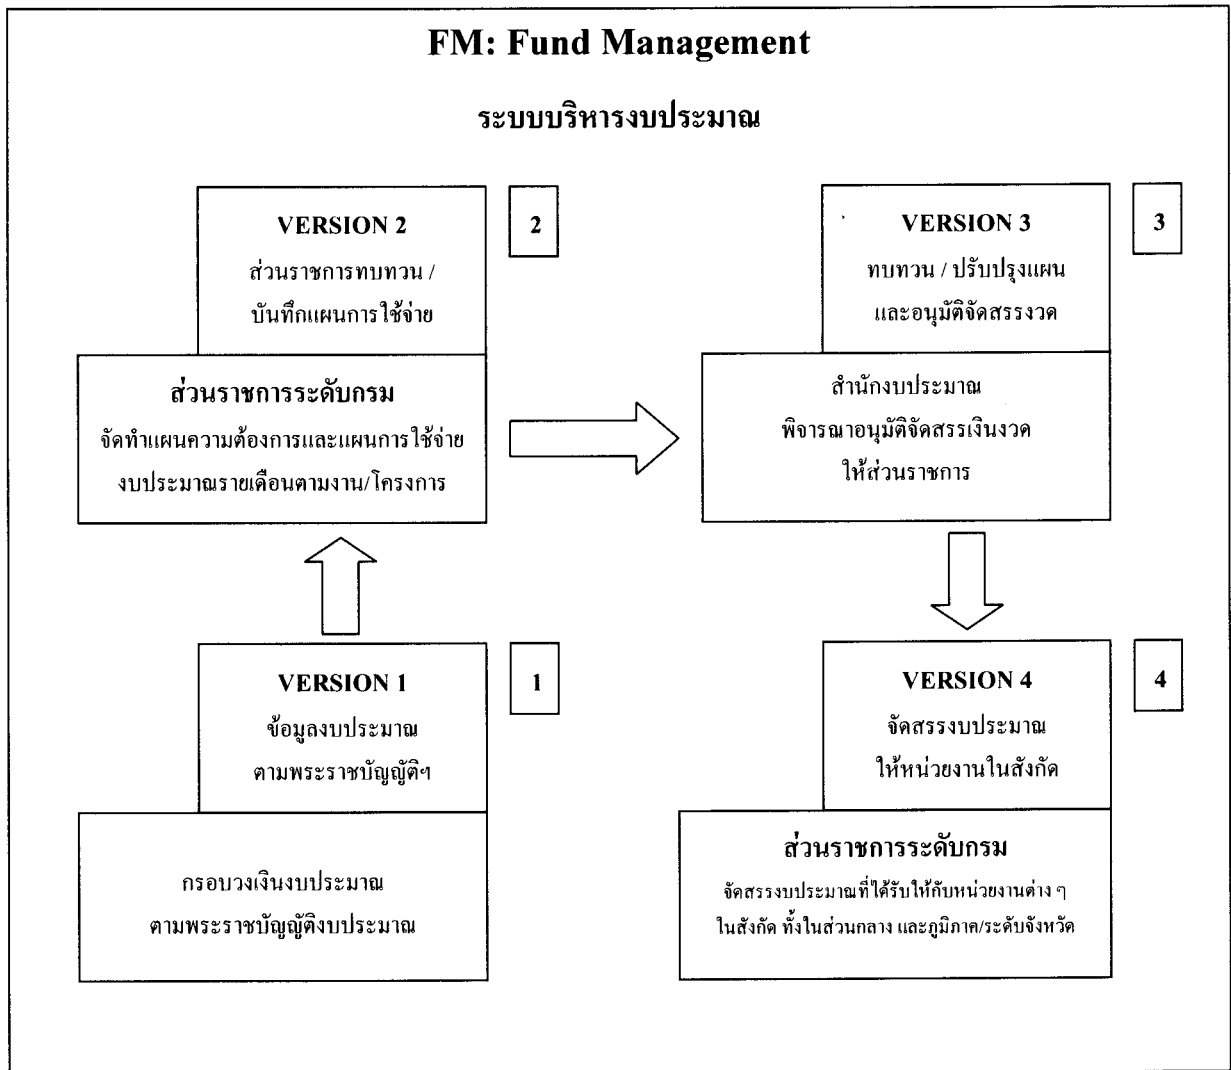 FM: Fund Management
ระบบบริหารงบประมาณ
VERSION 2
ส่วนราชการทบทวน /
บันทึกแผนการใช้จ่าย
2
ส่วนราชการระดับกรม
จัดทำแผนความต้องการและแผนการใช้จ่าย
งบประมาณรายเดือนตามงาน/โครงการ
VERSION 3
ทบทวน / ปรับปรุงแผน
และอนุมัติจัดสรรงวด
3
สำนักงบประมาณ
พิจารณาอนุมัติจัดสรรเงินงวด
ให้ส่วนราชการ
VERSION 1
ข้อมูลงบประมาณ
ตามพระราชบัญญัติฯ
1
กรอบวงเงินงบประมาณ
ตามพระราชบัญญัติงบประมาณ
VERSION 4
จัดสรรงบประมาณ
ให้หน่วยงานในสังกัด
4
ส่วนราชการระดับกรม
จัดสรรงบประมาณที่ได้รับให้กับหน่วยงานต่าง ๆ
ในสังกัด ทั้งในส่วนกลาง และภูมิภาค/ระดับจังหวัด